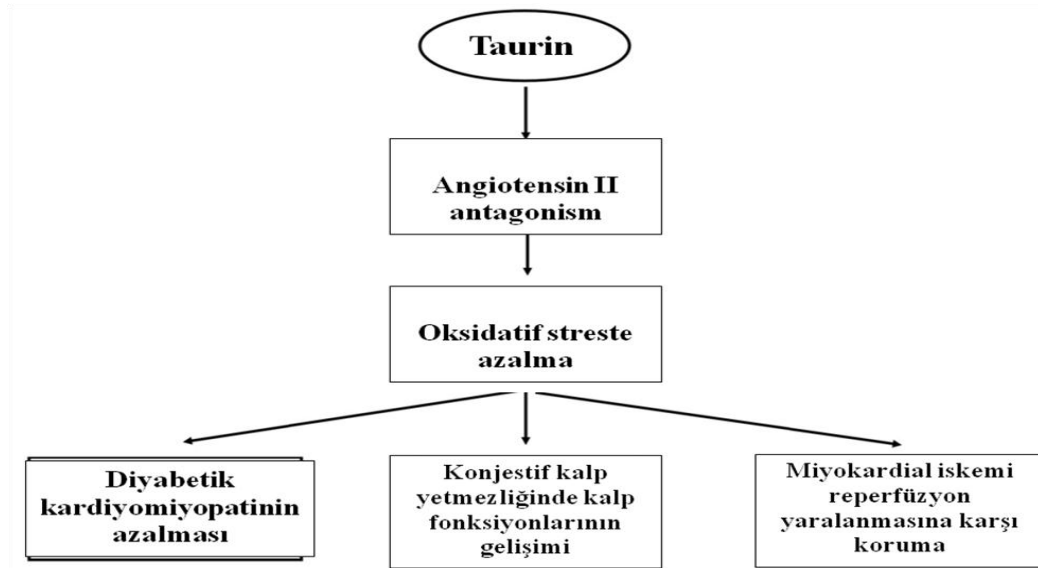 Taurin
Angiotensin II
antagonism
Oksidatif streste
azalma
Diyabetik
kardiyomiyopatinin
azalması
Konjestif kalp
yetmezliğinde kalp
fonksiyonlarının
gelişimi
Miyokardial iskemi
reperfüzyon
yaralanmasına karşı
koruma